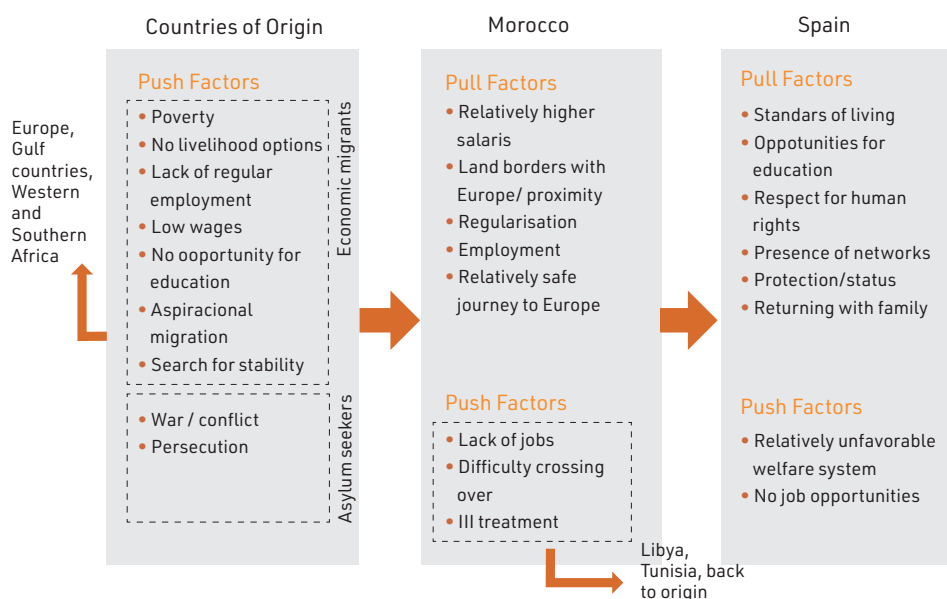 Countries of Origin
Morocco
Spain
Europe,
Gulf
countries,
Western
and
Southern
Africa
Push Factors
• Poverty
• No livelihood options
• Lack of regular
employment
• Low wages
• No ooportunity for
education
• Aspiracional
migration
• Search for stability
Economic migrants
• War / conflict
• Persecution
Asylum seekers
Pull Factors
• Relatively higher
salaris
• Land borders with
Europe/ proximity
• Regularisation
• Employment
• Relatively safe
journey to Europe
Push Factors
• Lack of jobs
• Difficulty crossing
over
• III treatment
Libya,
Tunisia, back
to origin
Pull Factors
• Standars of living
• Oppotunities for
education
• Respect for human
rights
• Presence of networks
• Protection/status
• Returning with family
Push Factors
• Relatively unfavorable
welfare system
• No job opportunities